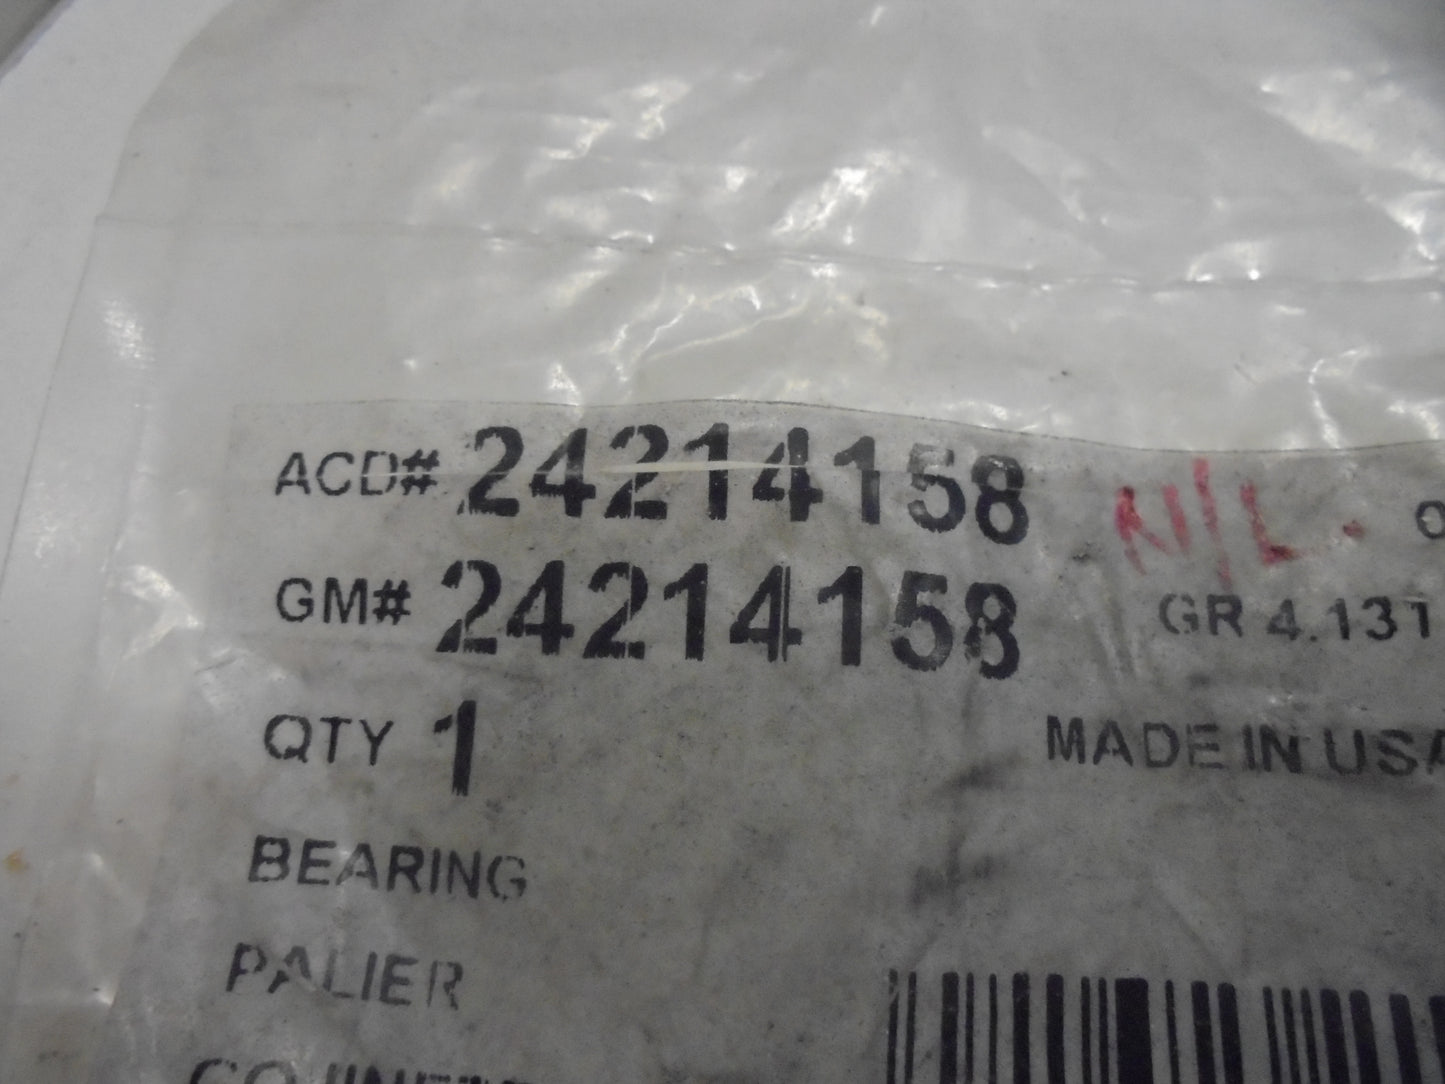 ACD# 24214158 N/L.
GM# 24214158 GR 4.131
QTY 1 MADE IN USA
BEARING
PALIER